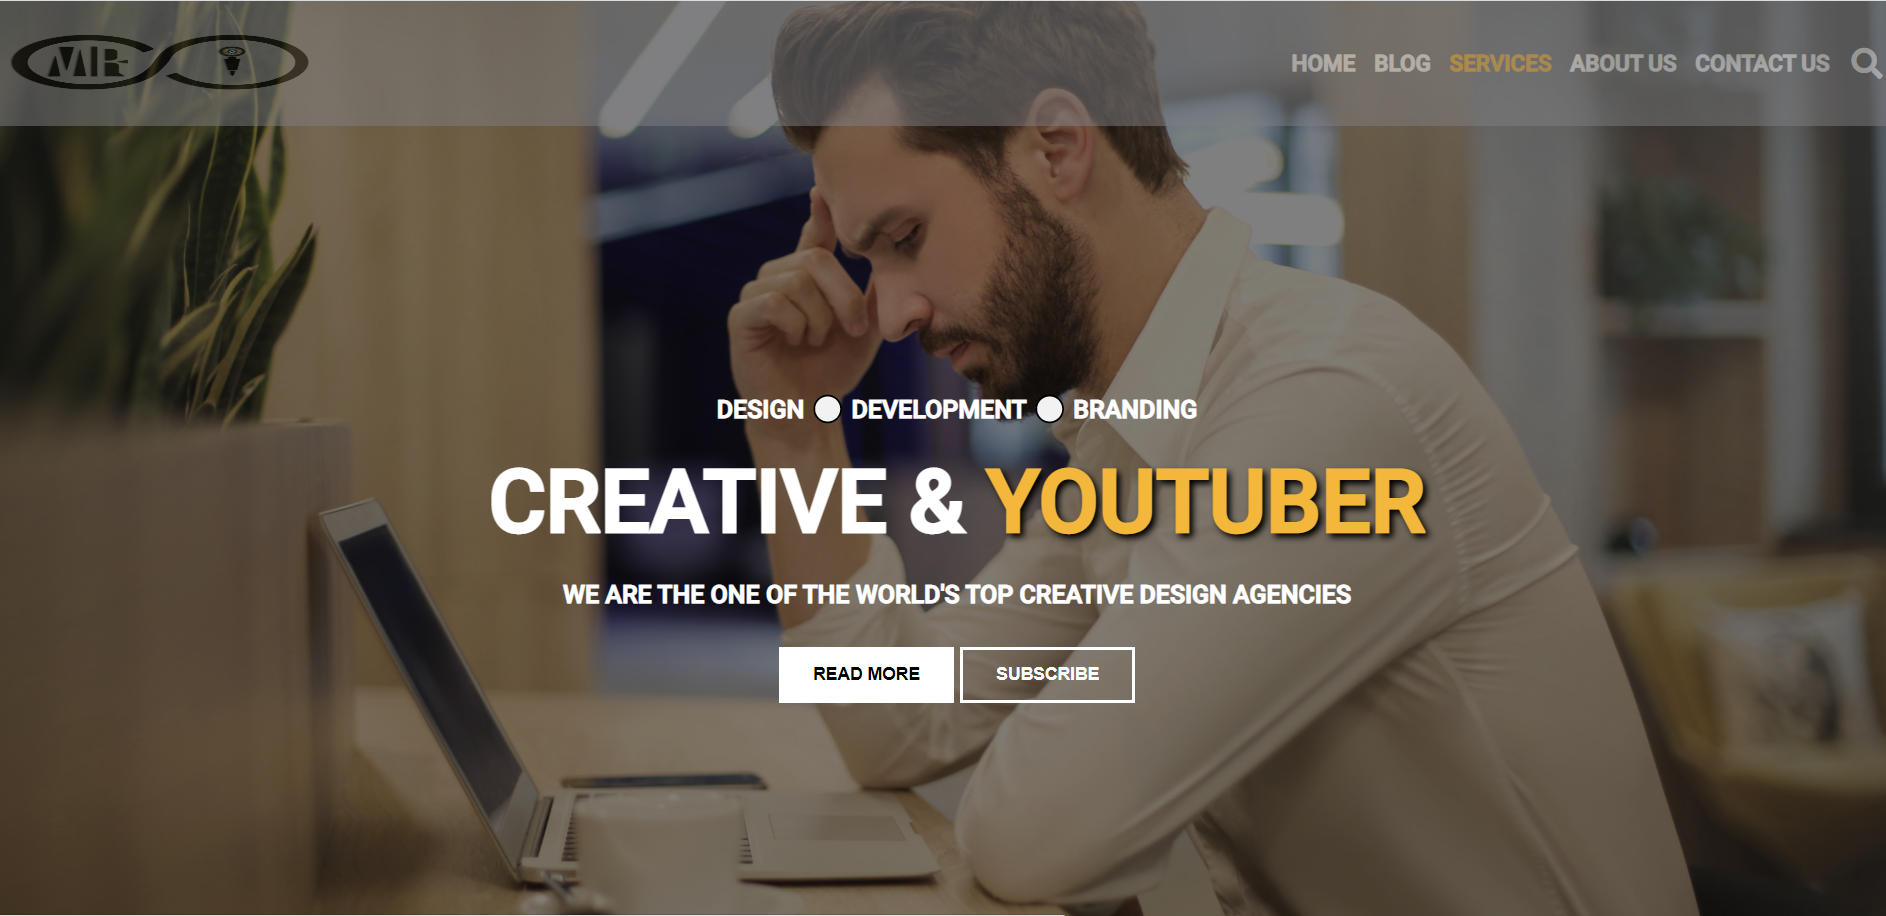 MR
HOME BLOG SERVICES ABOUT US CONTACT US
DESIGN DEVELOPMENT BRANDING
CREATIVE & YOUTUBER
WE ARE THE ONE OF THE WORLD'S TOP CREATIVE DESIGN AGENCIES
READ MORE SUBSCRIBE